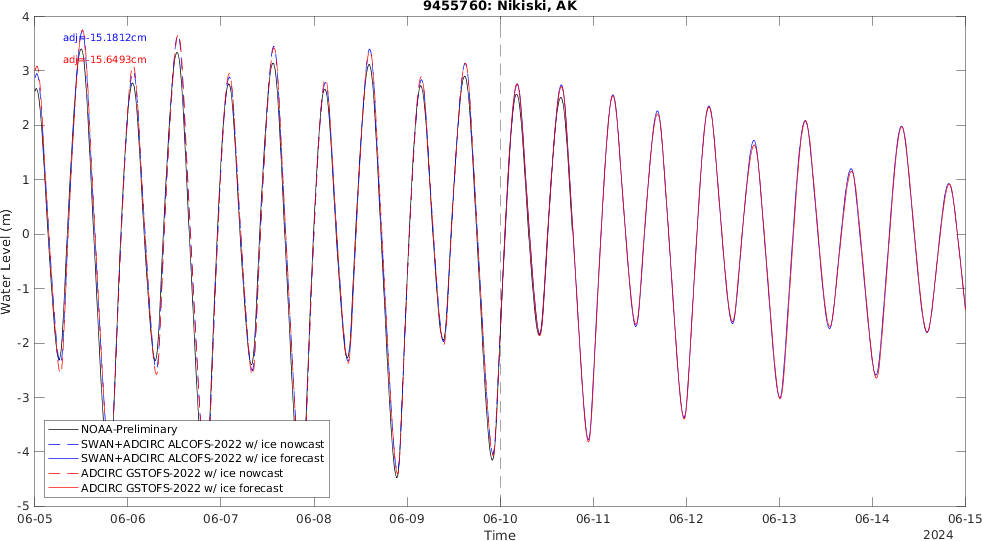 9455760: Nikiski, AK
adj=-15.1812cm
adj=-15.6493cm
Water Level (m)
4
3
2
1
0
-1
-2
-3
-4
-5
NOAA-Preliminary
SWAN+ADCIRC ALCOFS-2022 w/ ice nowcast
SWAN+ADCIRC ALCOFS-2022 w/ ice forecast
ADCIRC GSTOFS-2022 w/ ice nowcast
ADCIRC GSTOFS-2022 w/ ice forecast
06-05 06-06 06-07 06-08 06-09 06-10 06-11 06-12 06-13 06-14 06-15
Time
2024